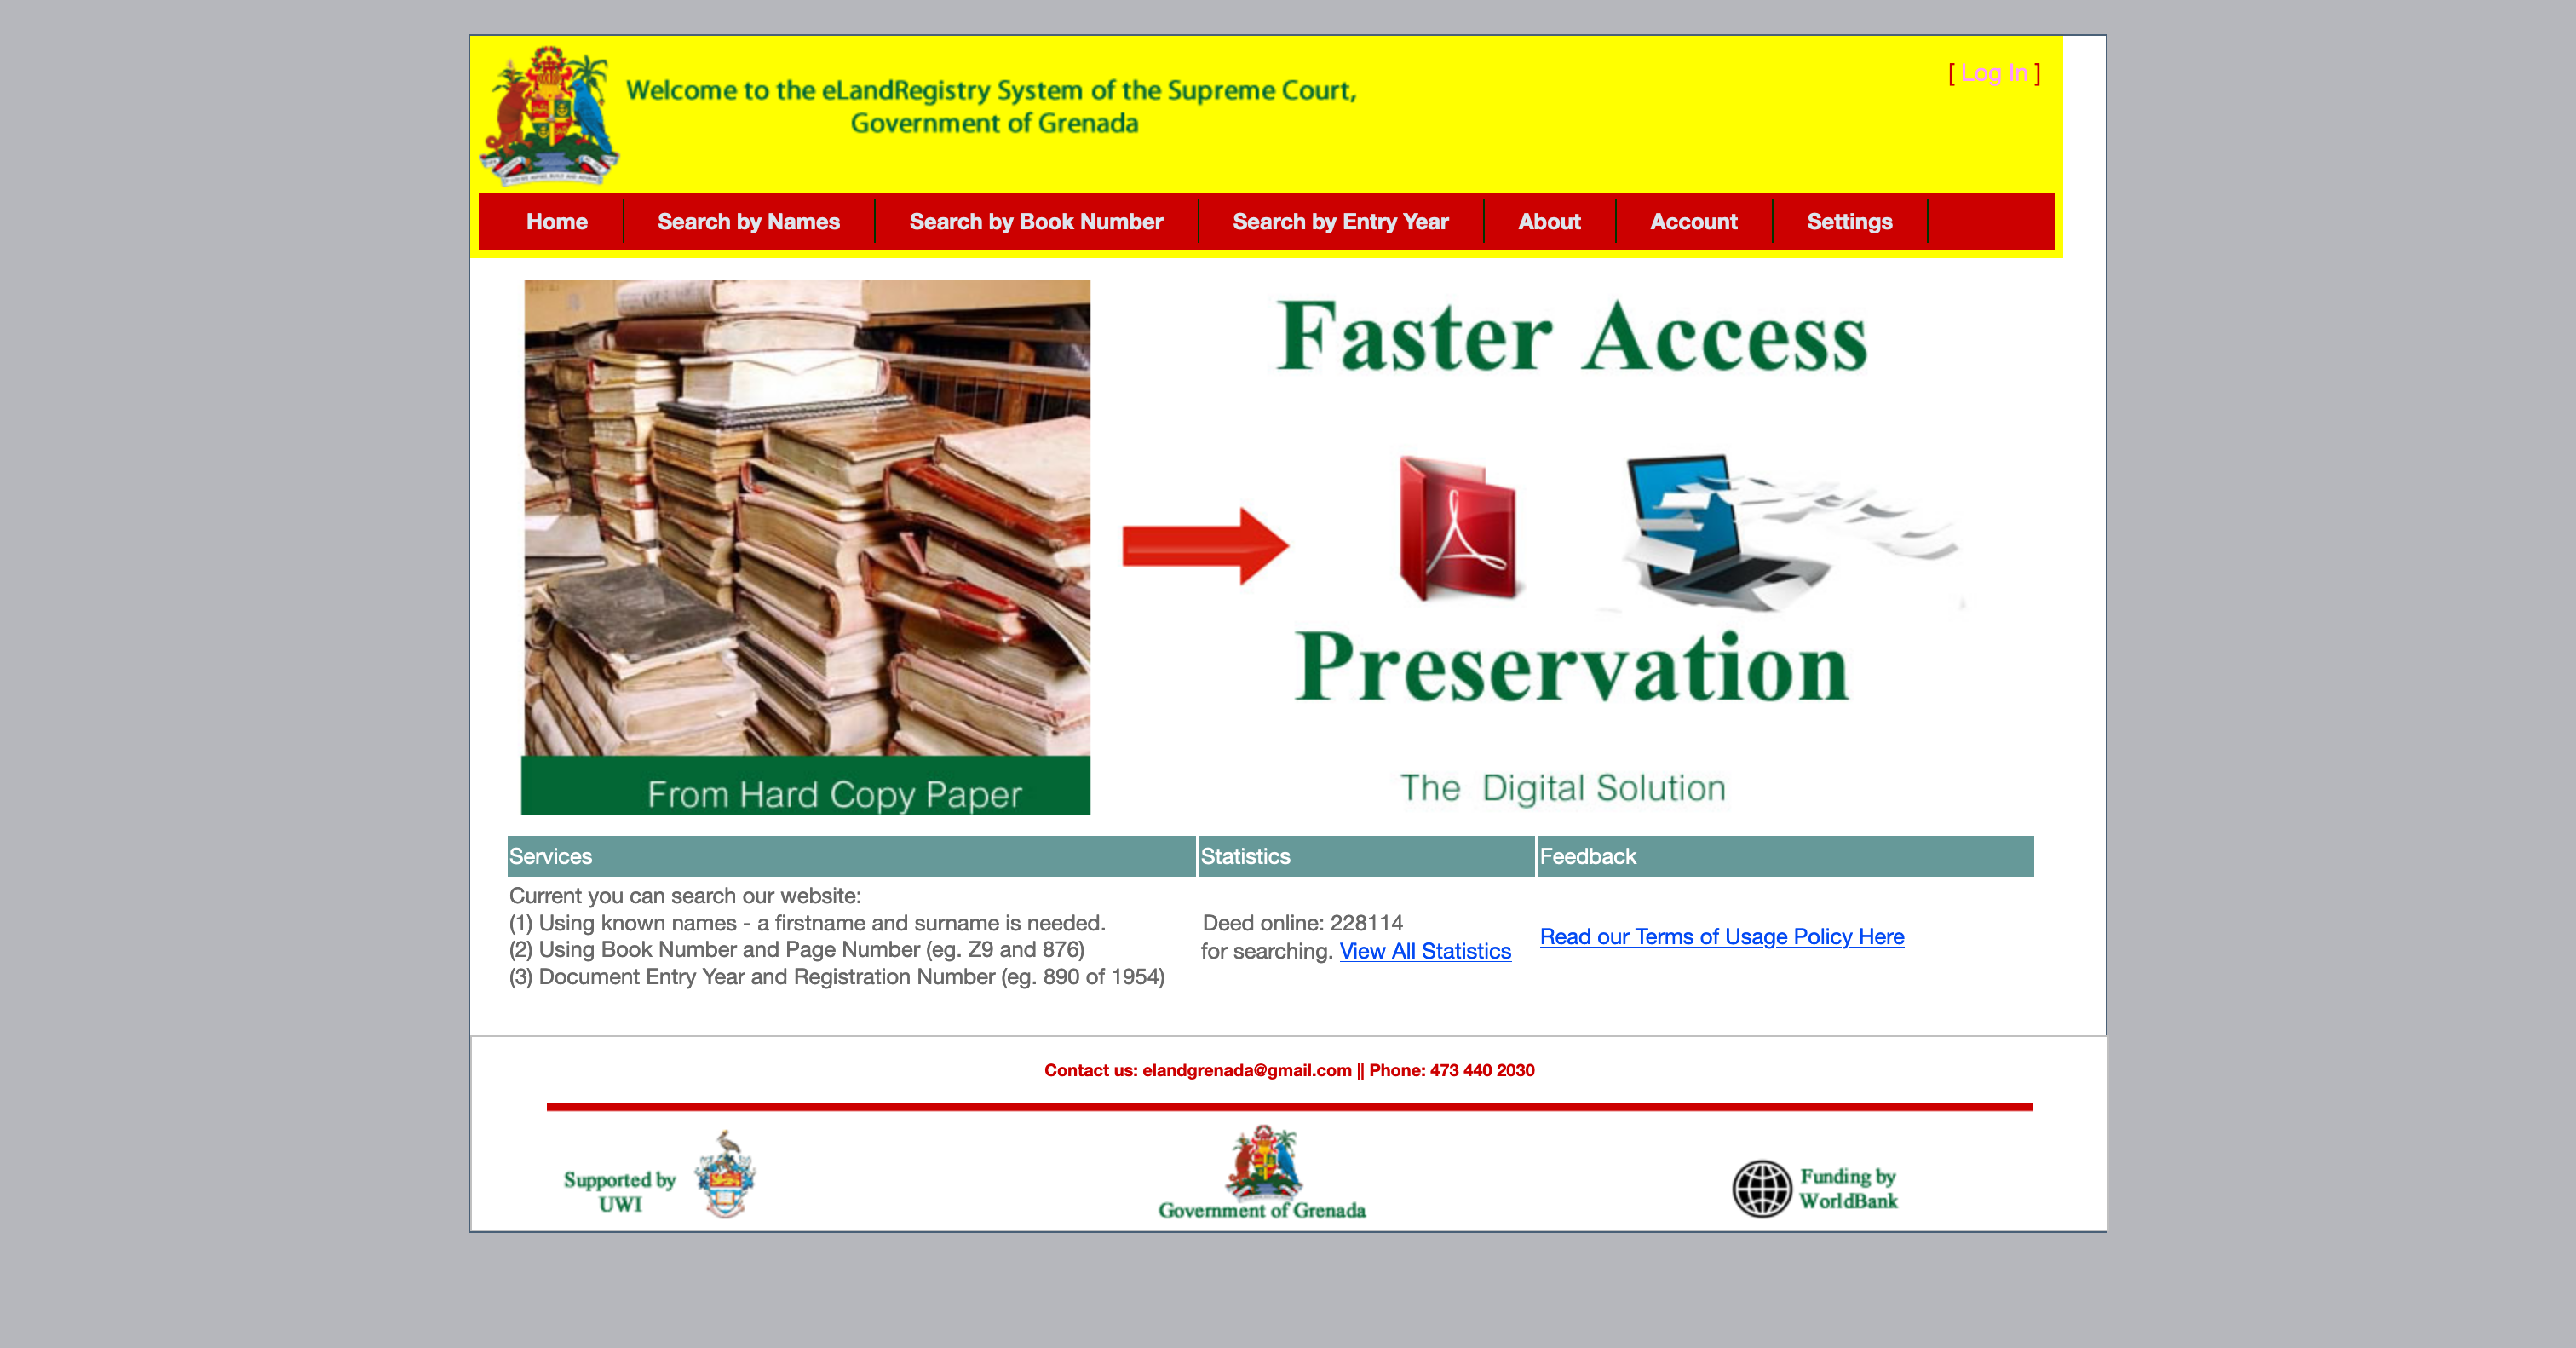 Welcome to the eLandRegistry System of the Supreme Court,
Government of Grenada
[ Log In ]
Home
Search by Names
Search by Book Number
Search by Entry Year
About
Account
Settings
Faster Access
Preservation
From Hard Copy Paper
The Digital Solution
Services
Statistics
Feedback
Current you can search our website:
(1) Using known names - a firstname and surname is needed.
(2) Using Book Number and Page Number (eg. Z9 and 876)
(3) Document Entry Year and Registration Number (eg. 890 of 1954)
Deed online: 228114
for searching. View All Statistics
Read our Terms of Usage Policy Here
Contact us: elandgrenada@gmail.com || Phone: 473 440 2030
Supported by
UWI
Government of Grenada
Funding by
WorldBank